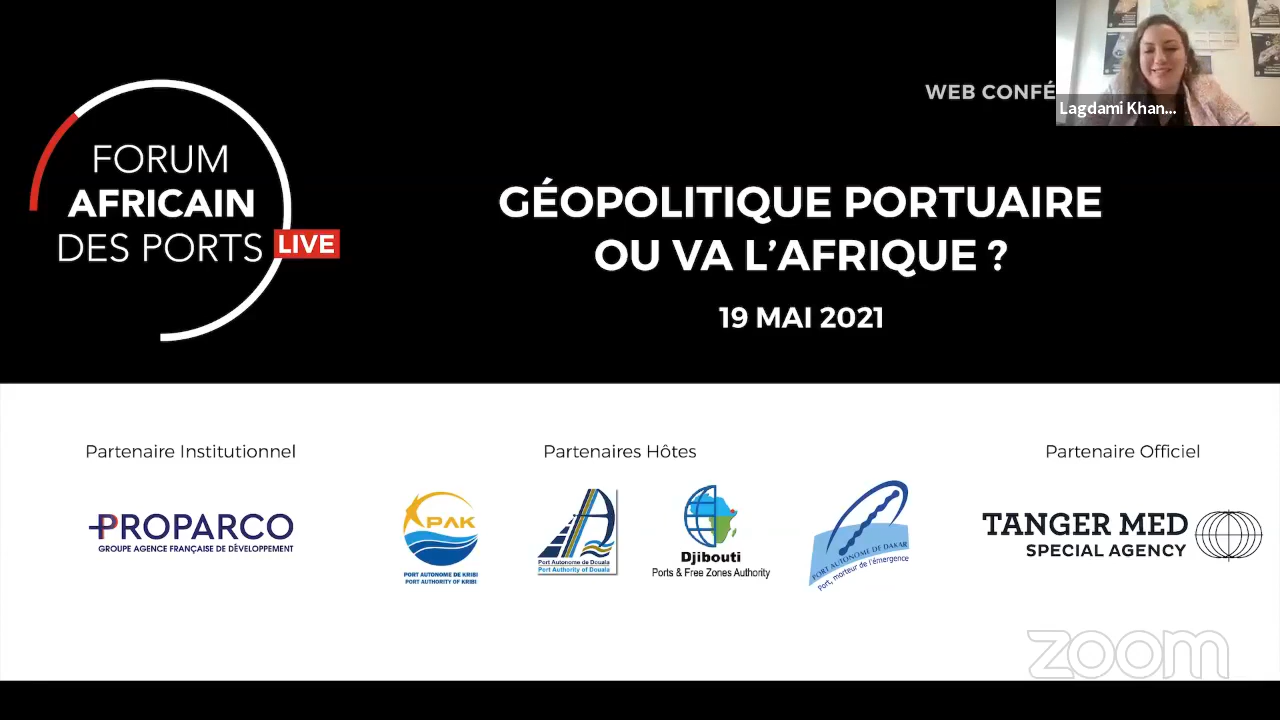 WEB CONFÉ
Lagdami Khan...
FORUM
AFRICAIN
DES PORTS
LIVE
GÉOPOLITIQUE PORTUAIRE
OU VA L’AFRIQUE ?
19 MAI 2021
Partenaire Institutionnel
Partenaires Hôtes
Partenaire Officiel
PROPARCO
GROUPE AGENCE FRANÇAISE DE DÉVELOPPEMENT
PAK
PORT AUTONOME DE KRIBI
PORT AUTHORITY OF KRIBI
Port Autonome de Douala
Port Authority of Douala
Djibouti
Ports & Free Zones Authority
PORT AUTONOME DE DAKAR
Port, moteur de l'émergence
TANGER MED
SPECIAL AGENCY
zoom